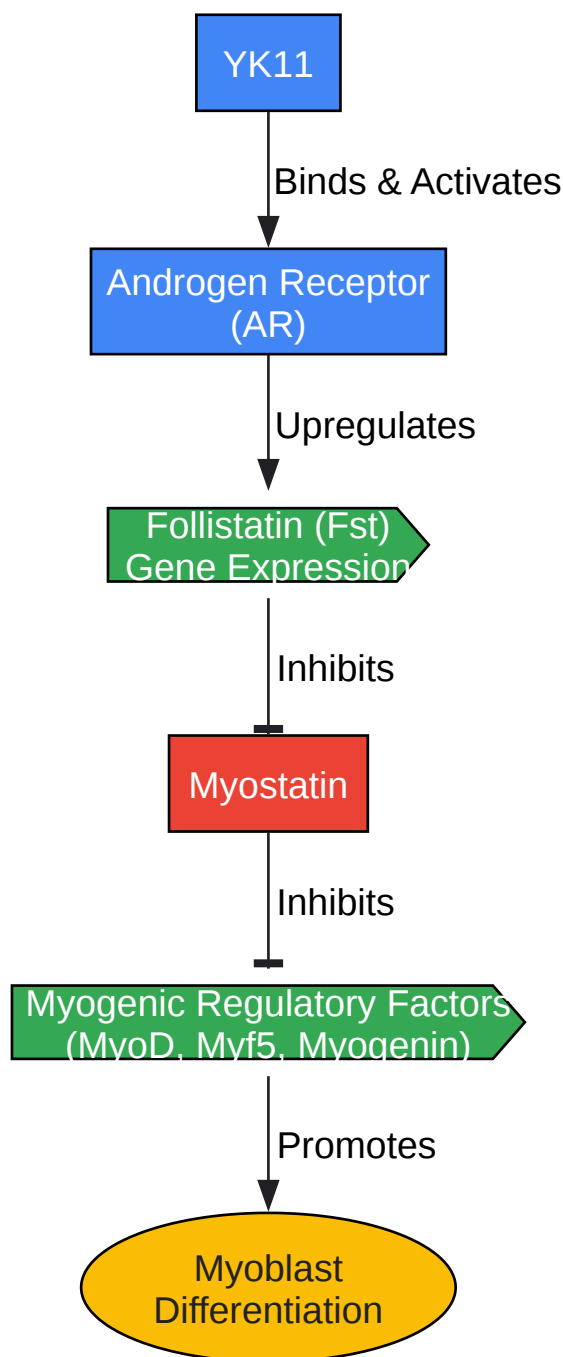 YK11
Binds & Activates
Androgen Receptor
(AR)
Upregulates
Follistatin (Fst)
Gene Expression
Inhibits
Myostatin
Inhibits
Myogenic Regulatory Factors
(MyoD, Myf5, Myogenin)
Promotes
Myoblast
Differentiation